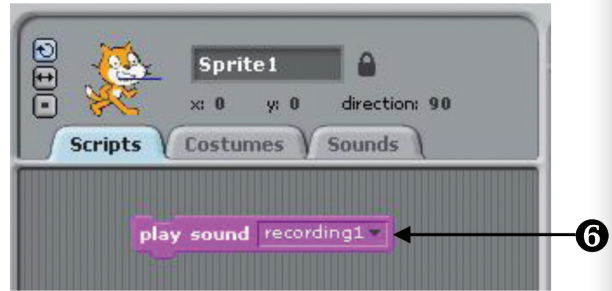 Sprite1
x: 0 y: 0 direction: 90
Scripts Costumes Sounds
play sound recording1
6